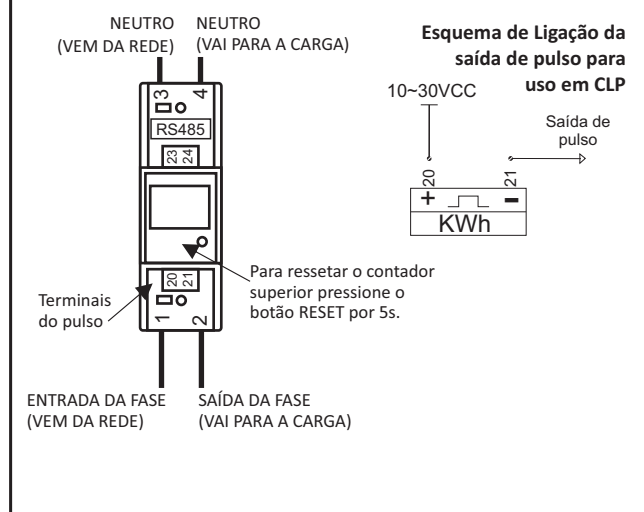 NEUTRO
(VEM DA REDE)
NEUTRO
(VAI PARA A CARGA)
3
4
RS485
23
24
20
21
1
2
Terminais
do pulso
Para ressetar o contador
superior pressione o
botão RESET por 5s.
ENTRADA DA FASE
(VEM DA REDE)
SAÍDA DA FASE
(VAI PARA A CARGA)
Esquema de Ligação da
saída de pulso para
uso em CLP
10~30VCC
Saída de
pulso
20
21
+ −
KWh